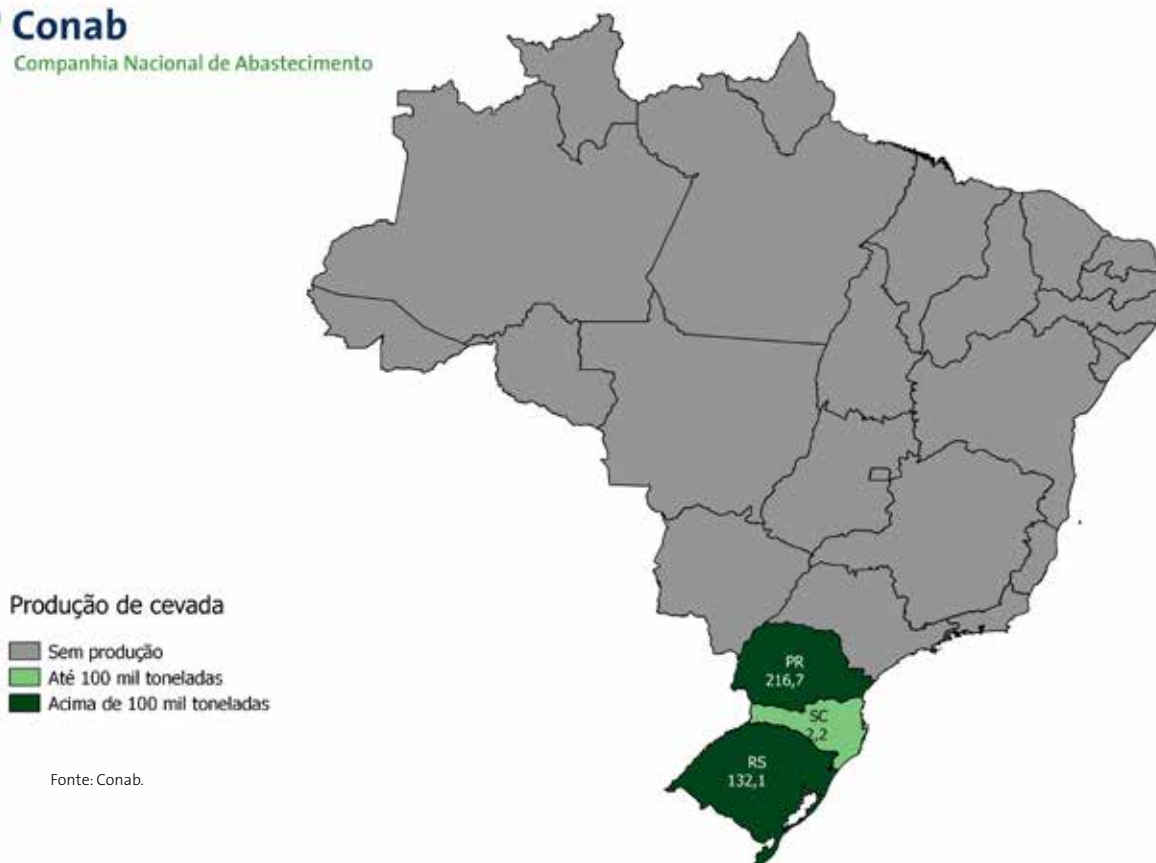 Conab
Companhia Nacional de Abastecimento
PR
216,7
SC
2,2
RS
132,1
Produção de cevada
Sem produção
Até 100 mil toneladas
Acima de 100 mil toneladas
Fonte: Conab.